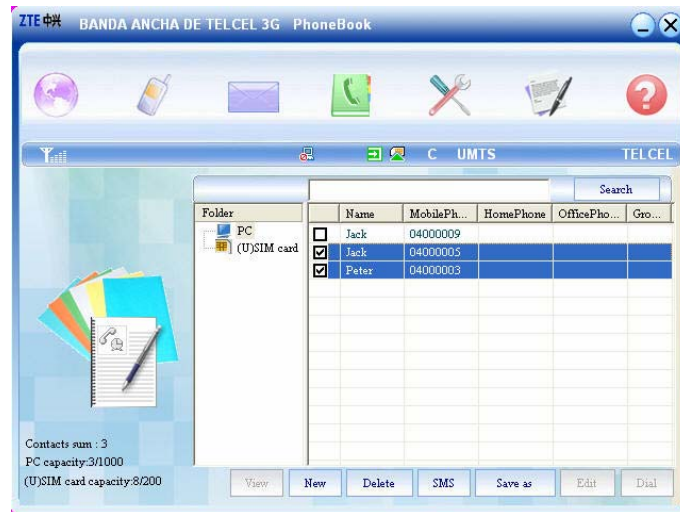 ZTE中兴 BANDA ANCHA DE TELCEL 3G PhoneBook
C UMTS TELCEL
Search
Folder
PC
(U)SIM card
Name MobilePh... HomePhone OfficePho... Gro...
Jack 04000009
Jack 04000005
Peter 04000003
Contacts sum : 3
PC capacity:3/1000
(U)SIM card capacity:8/200
View New Delete SMS Save as Edit Dial